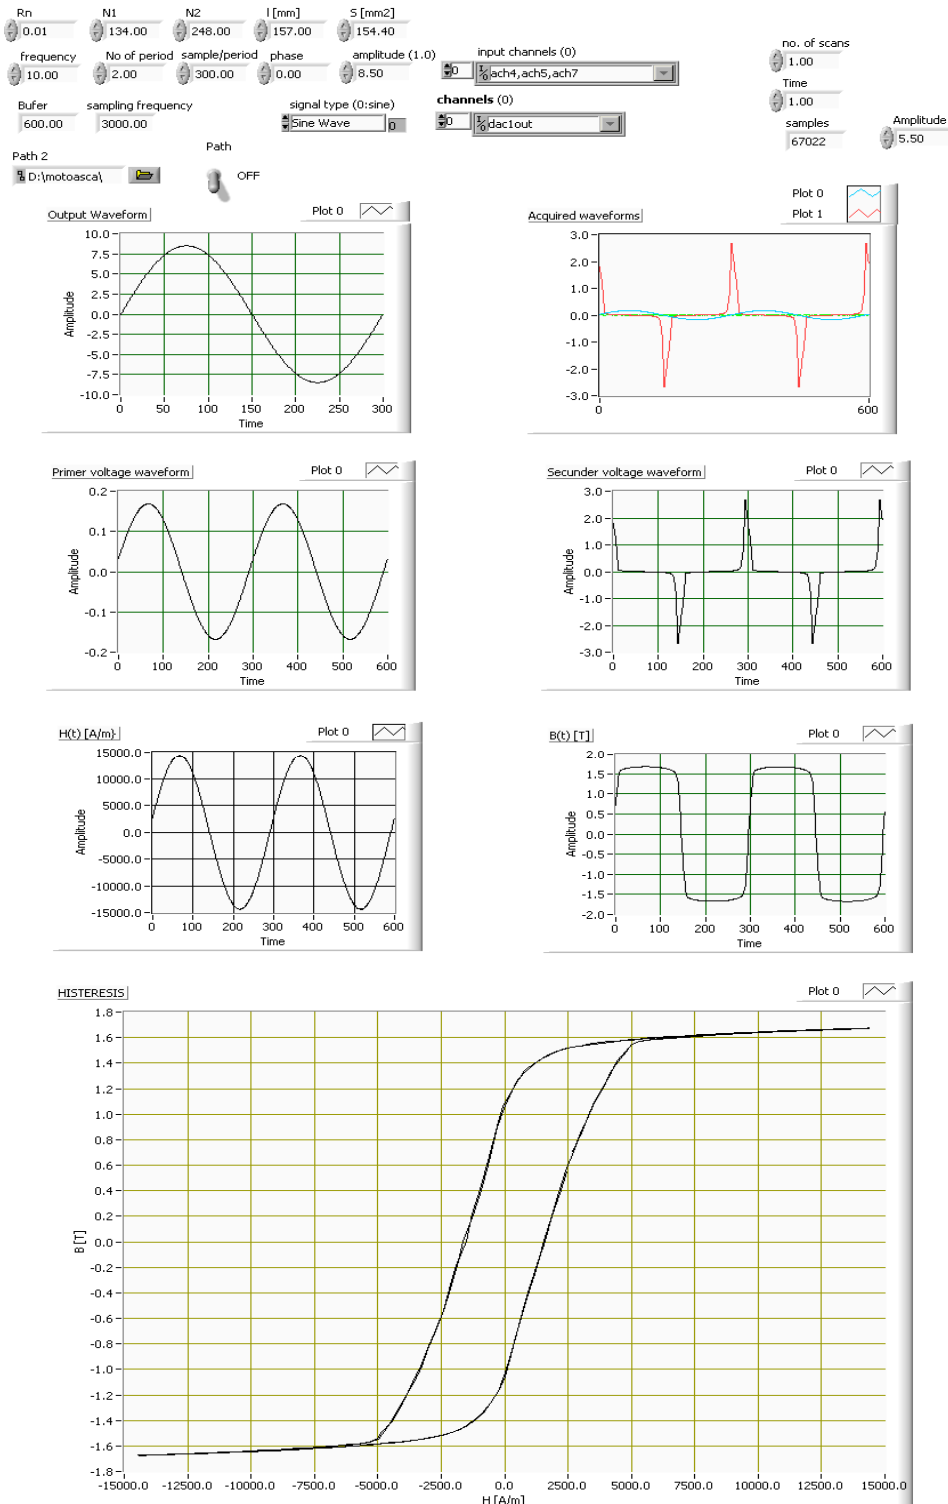 Rn N1 N2 l [mm] S [mm2]
0.01 134.00 248.00 157.00 154.40
frequency No of period sample/period phase amplitude (1.0) input channels (0) no. of scans
10.00 2.00 300.00 0.00 8.50 0 ach4,ach5,ach7 1.00
Time
1.00
Bufer sampling frequency signal type (0:sine) channels (0)
600.00 3000.00 Sine Wave 0 0 dac1out
samples Amplitude
67022 5.50
Path 2 Path
D:\motoasca\ OFF
Output Waveform Plot 0
10.0
7.5
5.0
2.5
0.0
-2.5
-5.0
-7.5
-10.0
Amplitude
0 50 100 150 200 250 300
Time
Plot 0
Plot 1
Acquired waveforms
3.0
2.0
1.0
0.0
-1.0
-2.0
-3.0
0 600
Primer voltage waveform Plot 0
0.2
0.1
0.0
-0.1
-0.2
Amplitude
0 100 200 300 400 500 600
Time
Secunder voltage waveform Plot 0
3.0
2.0
1.0
0.0
-1.0
-2.0
-3.0
Amplitude
0 100 200 300 400 500 600
Time
H(t) [A/m} Plot 0
15000.0
10000.0
5000.0
0.0
-5000.0
-10000.0
-15000.0
Amplitude
0 100 200 300 400 500 600
Time
B(t) [T] Plot 0
2.0
1.5
1.0
0.5
0.0
-0.5
-1.0
-1.5
-2.0
Amplitude
0 100 200 300 400 500 600
Time
HISTERESIS Plot 0
1.8
1.6
1.4
1.2
1.0
0.8
0.6
0.4
0.2
0.0
-0.2
-0.4
-0.6
-0.8
-1.0
-1.2
-1.4
-1.6
-1.8
B [T]
-15000.0 -12500.0 -10000.0 -7500.0 -5000.0 -2500.0 0.0 2500.0 5000.0 7500.0 10000.0 12500.0 15000.0
H [A/m]